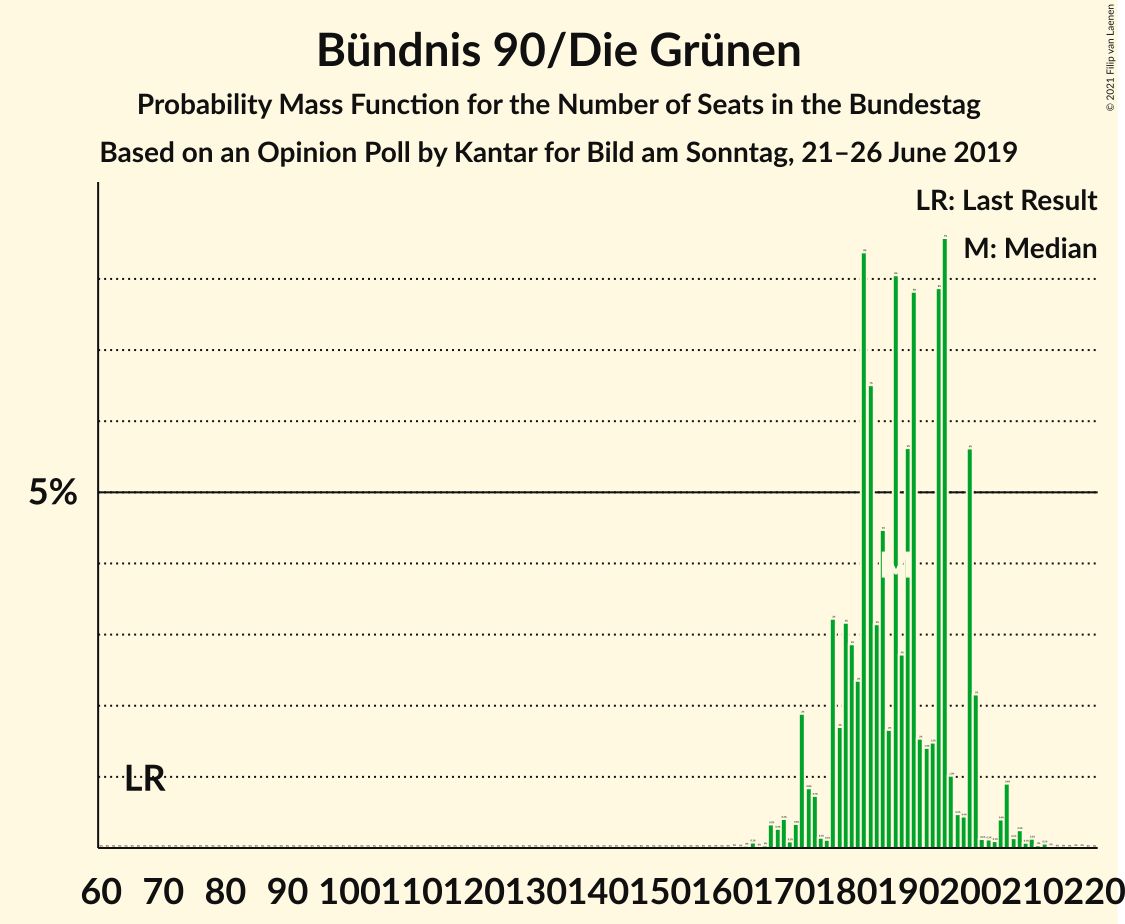 Bündnis 90/Die Grünen
Probability Mass Function for the Number of Seats in the Bundestag
Based on an Opinion Poll by Kantar for Bild am Sonntag, 21–26 June 2019
© 2021 Filip van Laenen
LR: Last Result
M: Median
5%
LR
60 70 80 90 100 110 120 130 140 150 160 170 180 190 200 210 220